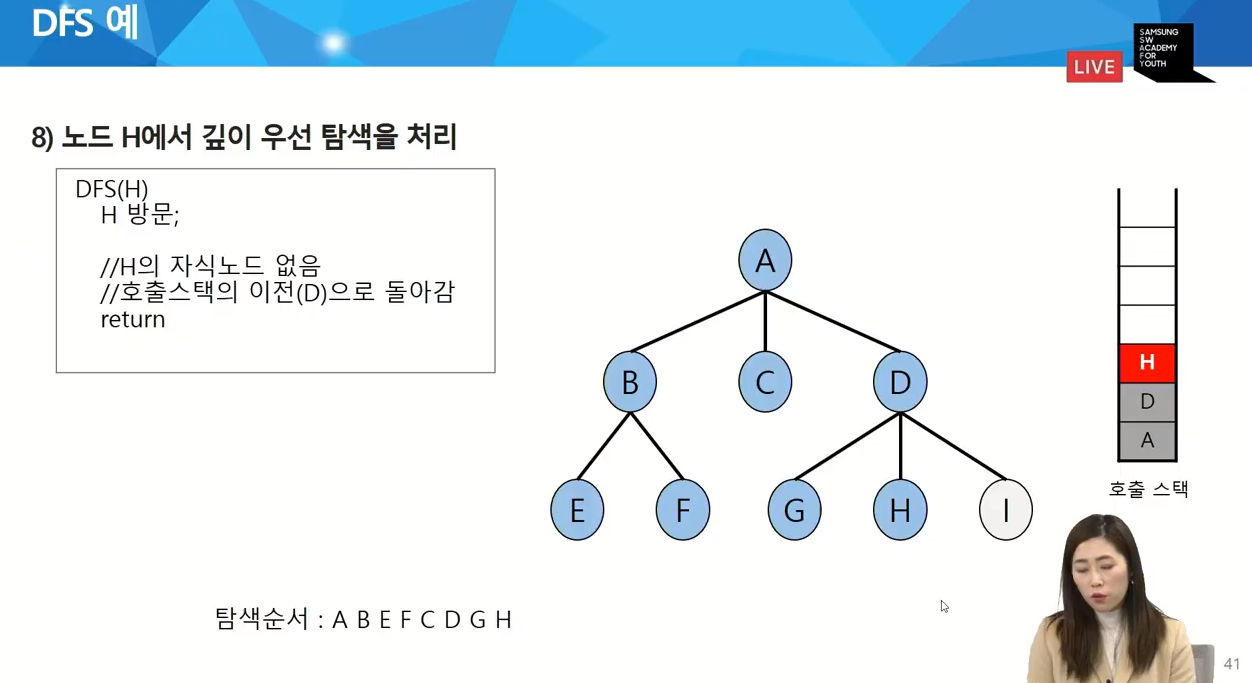 DFS 예
LIVE
SAMSUNG
SW
ACADEMY
FOR
YOUTH
8) 노드 H에서 깊이 우선 탐색을 처리
DFS(H)
H 방문;
//H의 자식노드 없음
//호출스택의 이전(D)으로 돌아감
return
A
B C D
E F G H I
H
D
A
호출 스택
탐색순서 : A B E F C D G H
41